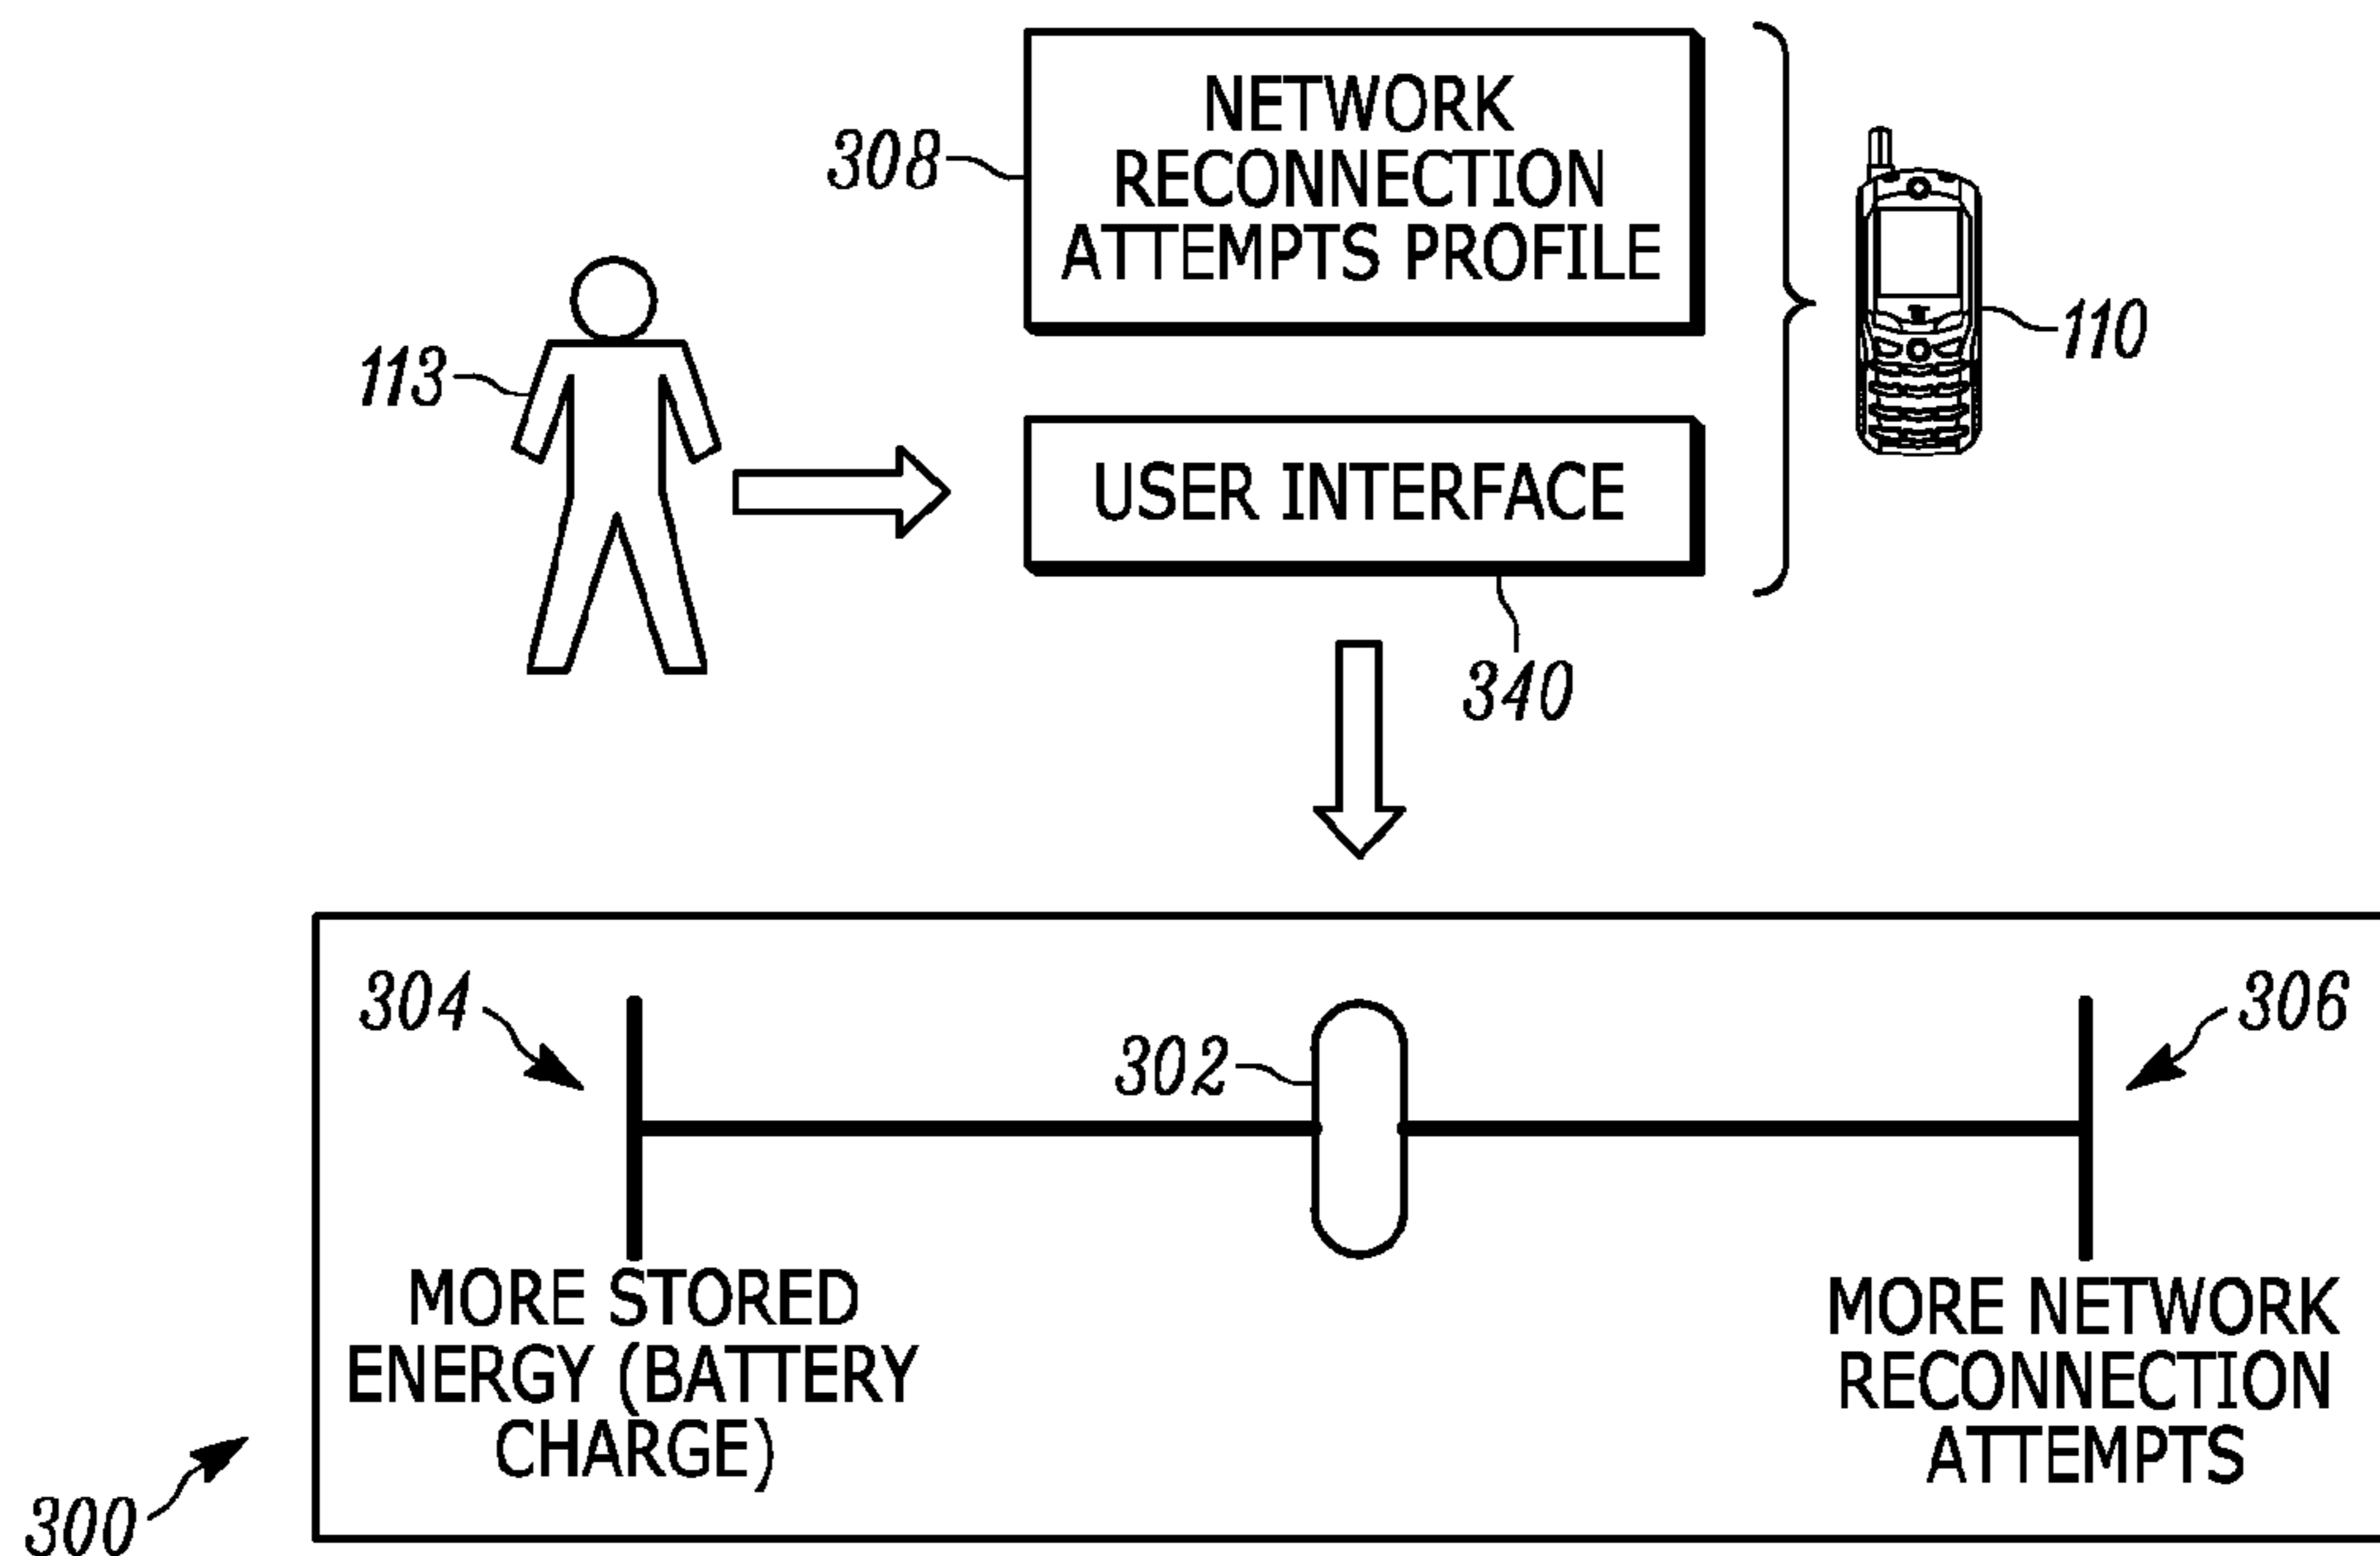 NETWORK
RECONNECTION
ATTEMPTS PROFILE
308
110
113
USER INTERFACE
340
304
302
306
MORE STORED
ENERGY (BATTERY
CHARGE)
MORE NETWORK
RECONNECTION
ATTEMPTS
300